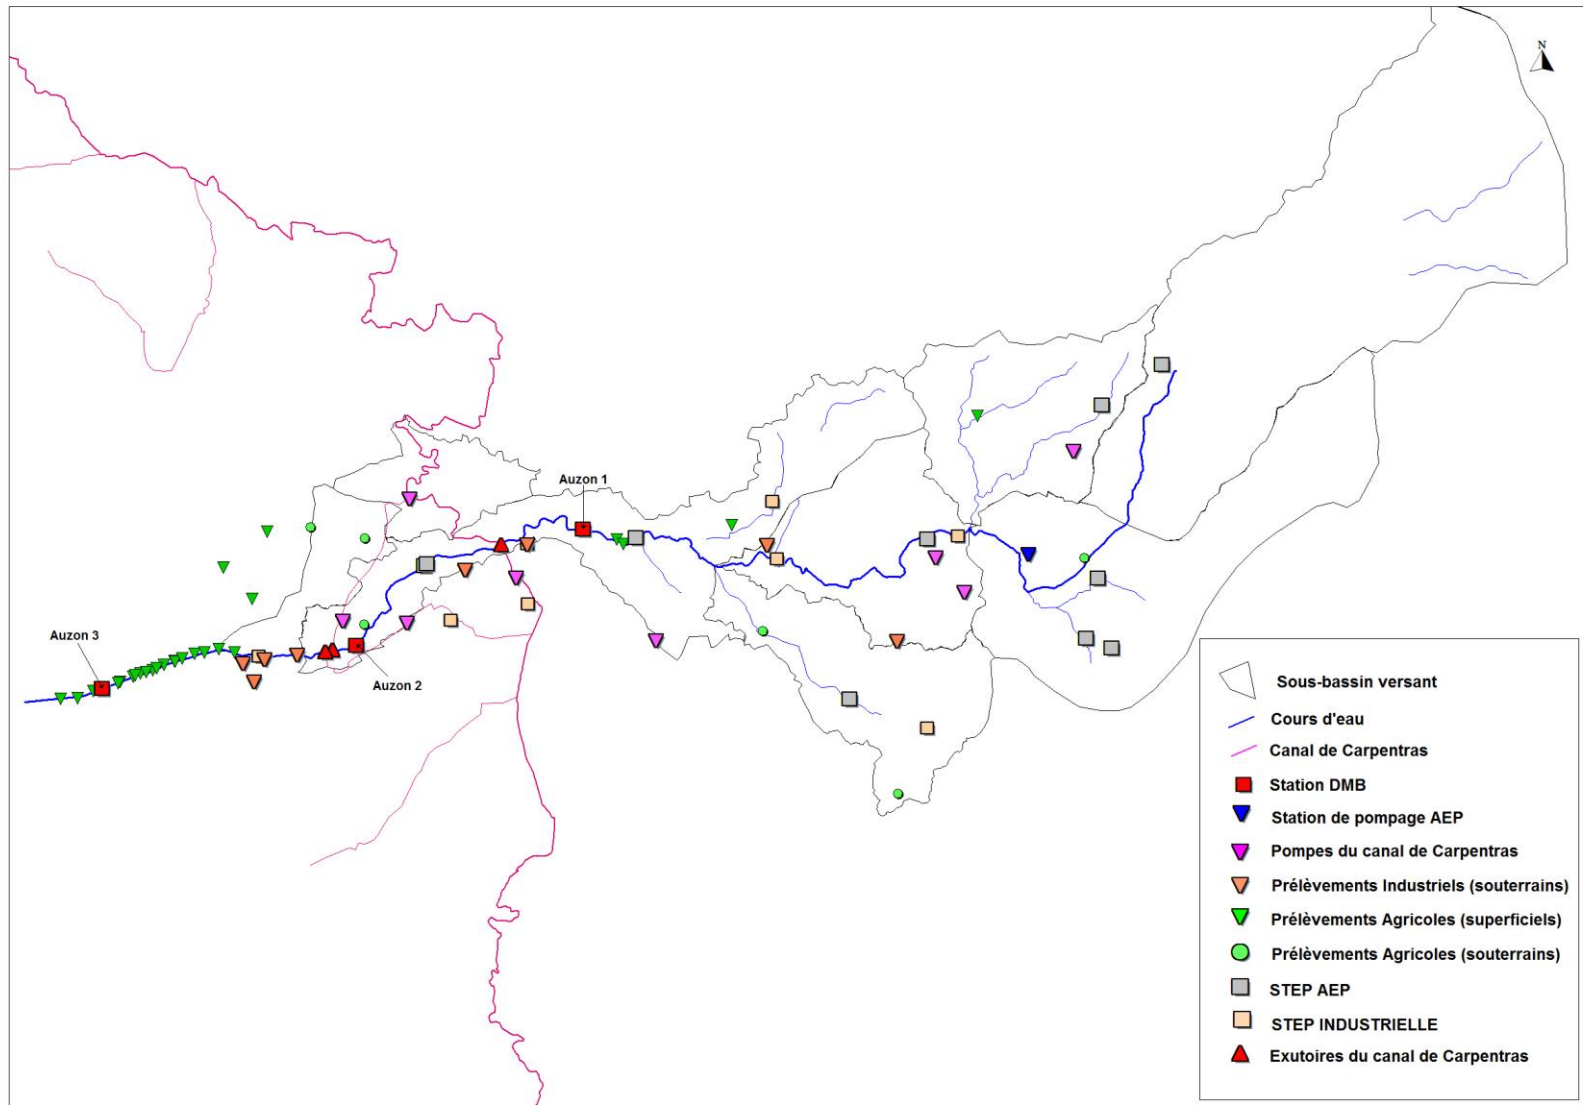 N
Auzon 1
Auzon 3
Auzon 2
Sous-bassin versant
Cours d'eau
Canal de Carpentras
Station DMB
Station de pompage AEP
Pompes du canal de Carpentras
Prélèvements Industriels (souterrains)
Prélèvements Agricoles (superficiels)
Prélèvements Agricoles (souterrains)
STEP AEP
STEP INDUSTRIELLE
Exutoires du canal de Carpentras